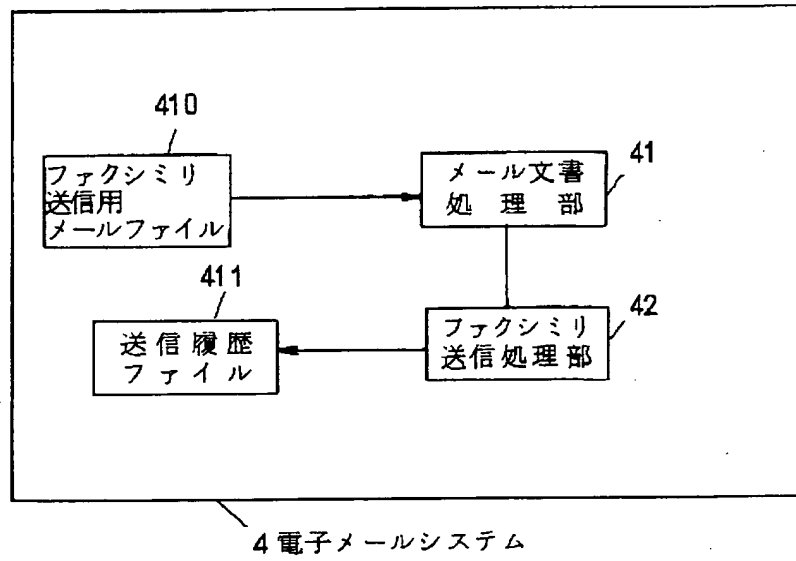 410
ファクシミリ
送信用
メールファイル
41
メール文書
処理部
411
送信履歴
ファイル
42
ファクシミリ
送信処理部
4電子メールシステム